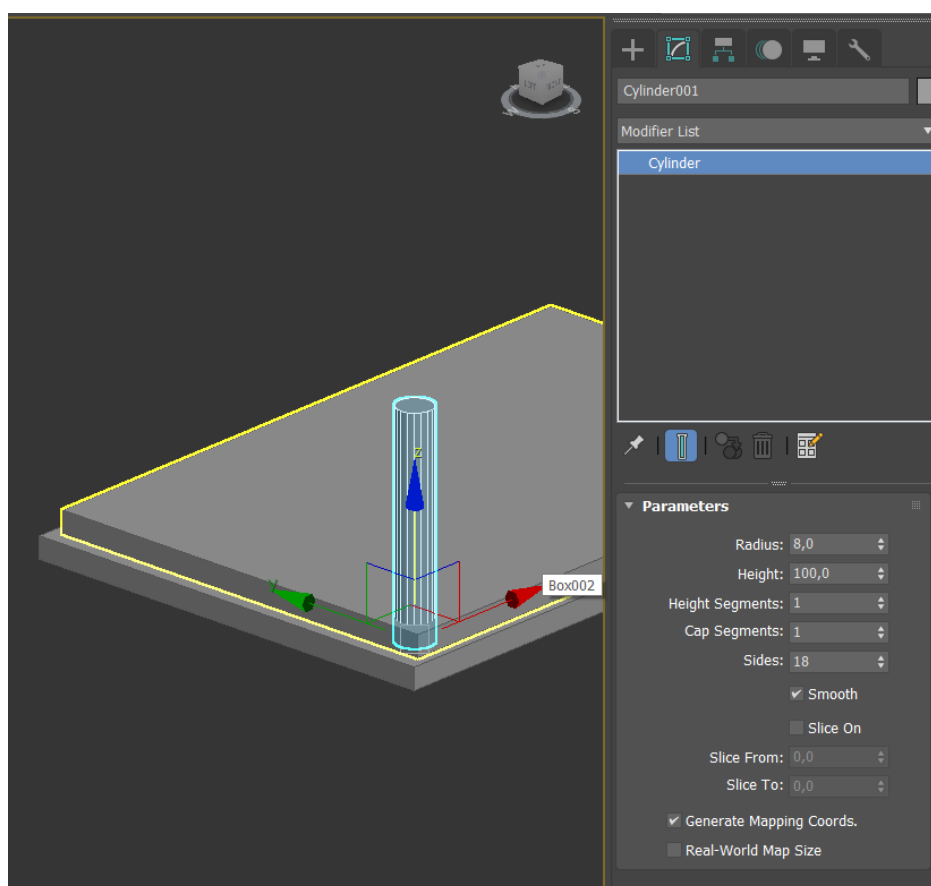 Cylinder001
Modifier List
Cylinder
Z
Y
Box002
Parameters
Radius: 8,0
Height: 100,0
Height Segments: 1
Cap Segments: 1
Sides: 18
Smooth
Slice On
Slice From: 0,0
Slice To: 0,0
Generate Mapping Coords.
Real-World Map Size